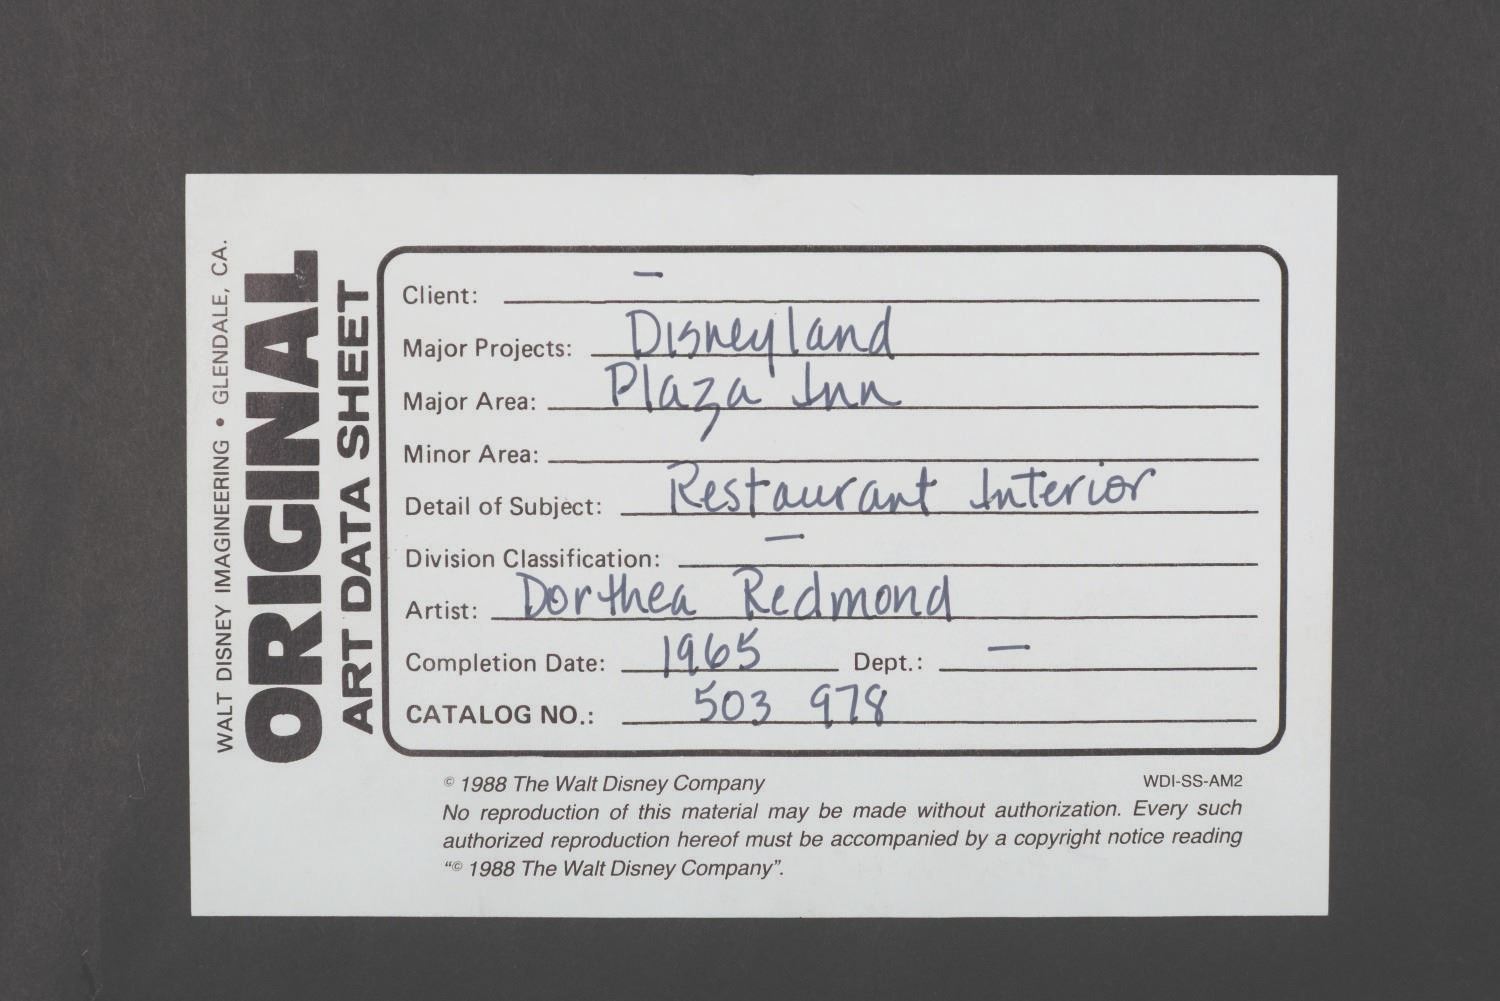 WALT DISNEY IMAGINEERING • GLENDALE, CA.
ORIGINAL
ART DATA SHEET
Client: —
Major Projects: Disneyland
Major Area: Plaza Inn
Minor Area:
Detail of Subject: Restaurant Interior
Division Classification: —
Artist: Dorthea Redmond
Completion Date: 1965 Dept.: —
CATALOG NO.: 503 978
© 1988 The Walt Disney Company WDI-SS-AM2
No reproduction of this material may be made without authorization. Every such
authorized reproduction hereof must be accompanied by a copyright notice reading
“© 1988 The Walt Disney Company”.